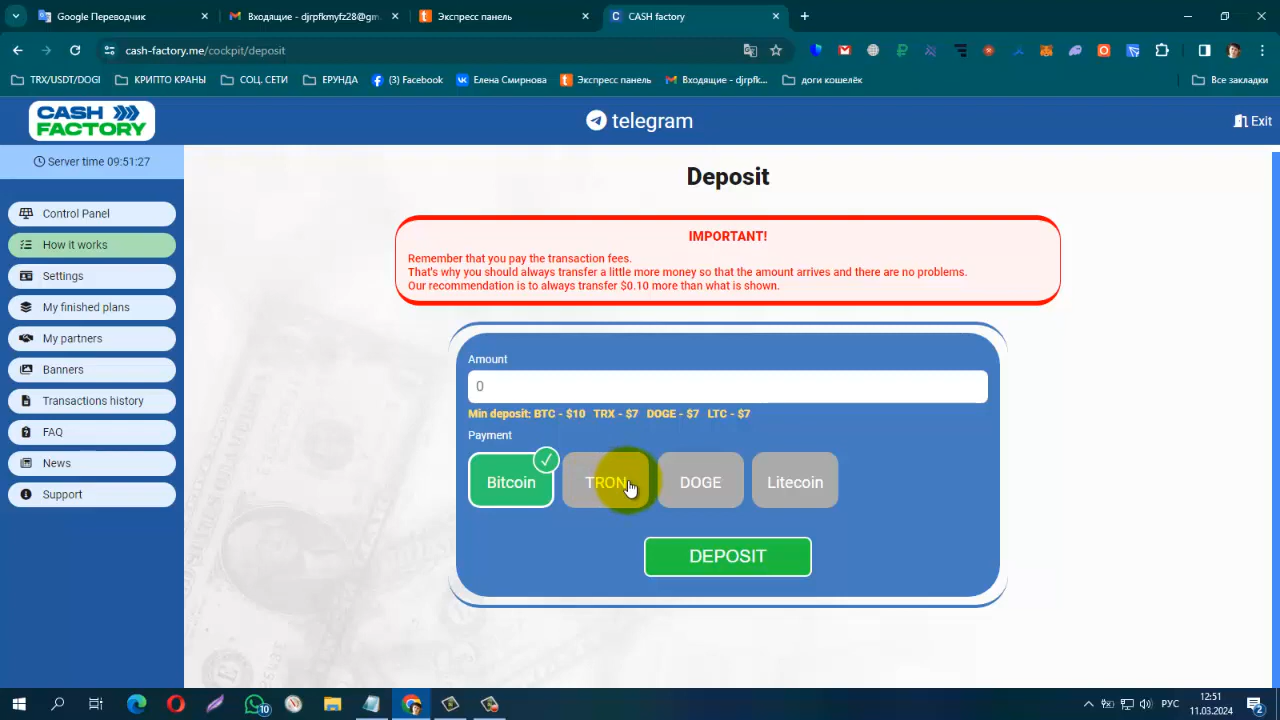 Google Переводчик
Входящие - djrpfkmyfz28@gm
Экспресс панель
CASH factory
cash-factory.me/cockpit/deposit
TRX/USDT/DOGI
КРИПТО КРАНЫ
СОЦ. СЕТИ
ЕРУНДА
(3) Facebook
Елена Смирнова
Экспресс панель
Входящие - djrpfk...
доги кошелёк
Все закладки
CASH
FACTORY
telegram
Exit
Server time 09:51:27
Control Panel
How it works
Settings
My finished plans
My partners
Banners
Transactions history
FAQ
News
Support
Deposit
IMPORTANT!
Remember that you pay the transaction fees.
That's why you should always transfer a little more money so that the amount arrives and there are no problems.
Our recommendation is to always transfer $0.10 more than what is shown.
Amount
0
Min deposit: BTC - $10 TRX - $7 DOGE - $7 LTC - $7
Payment
Bitcoin
TRON
DOGE
Litecoin
DEPOSIT
10
РУС
12:51
11.03.2024
2